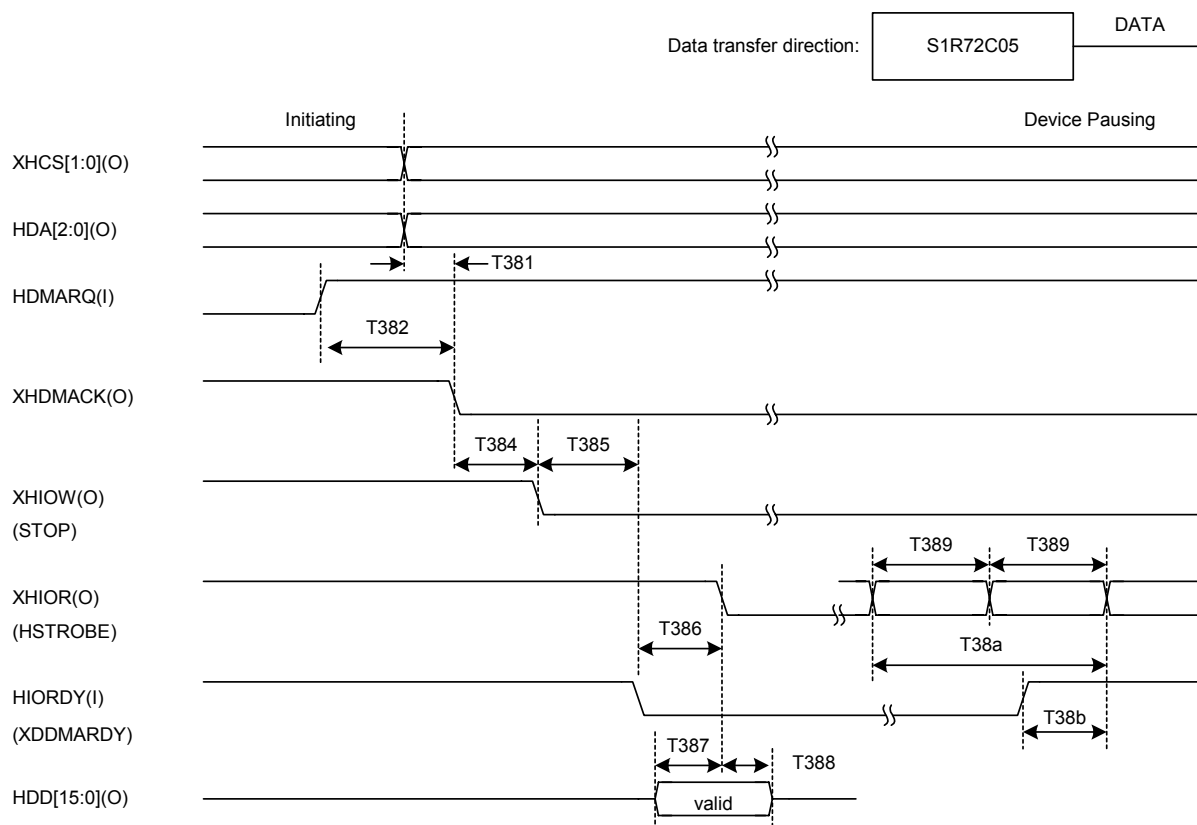 DATA
Data transfer direction: S1R72C05
Initiating Device Pausing
XHCS[1:0](O)
HDA[2:0](O)
T381
HDMARQ(I)
T382
XHDMACK(O)
T384 T385
XHIOW(O)
(STOP)
T389 T389
XHIOR(O)
(HSTROBE)
T386
T38a
HIORDY(I)
(XDDMARDY)
T38b
T387
T388
HDD[15:0](O)
valid